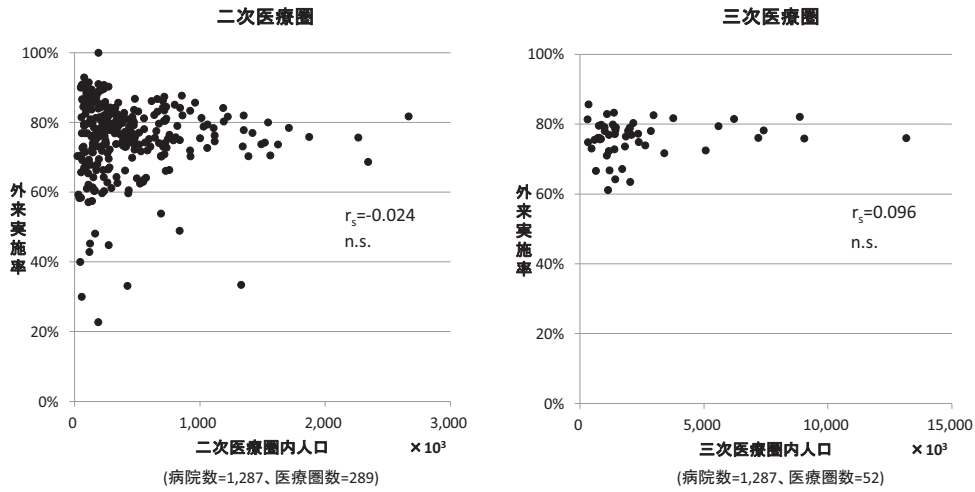 二次医療圏
100%
80%
60%
40%
20%
0%
外来実施率
rs=-0.024
n.s.
0 1,000 2,000 3,000
二次医療圏内人口 ×10³
(病院数=1,287、医療圏数=289)
三次医療圏
100%
80%
60%
40%
20%
0%
外来実施率
rs=0.096
n.s.
0 5,000 10,000 15,000
三次医療圏内人口 ×10³
(病院数=1,287、医療圏数=52)